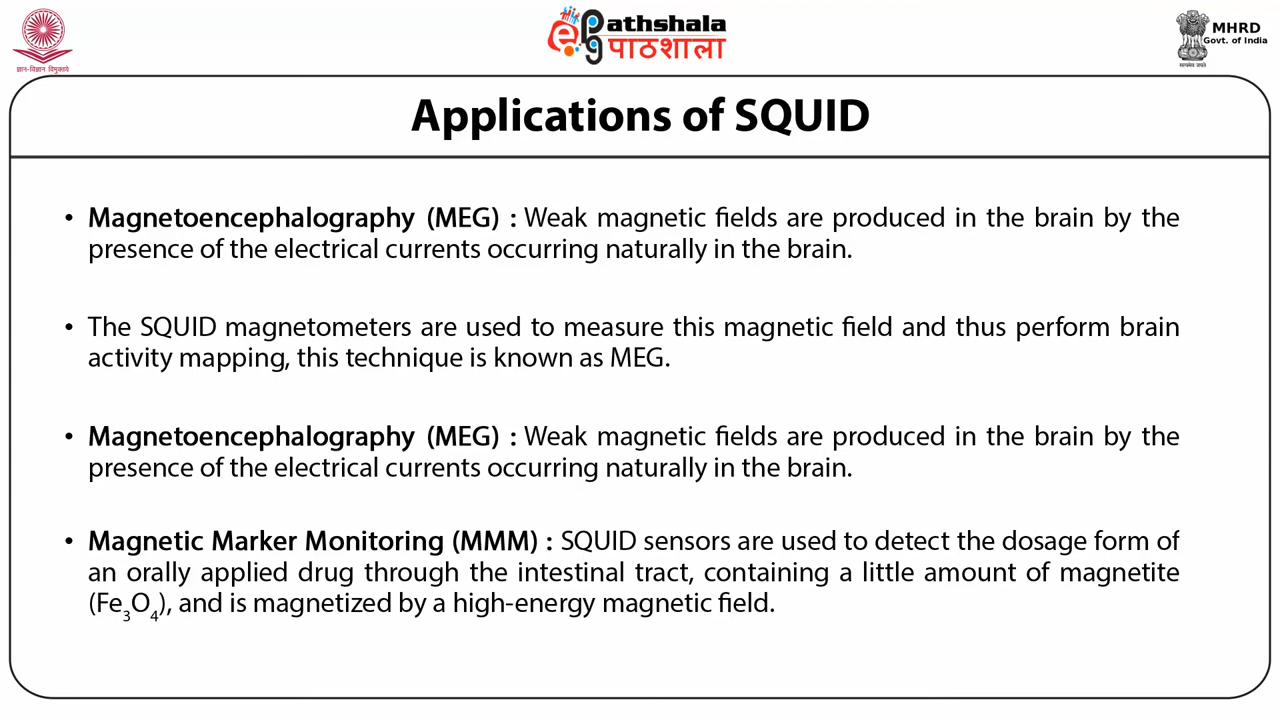 ज्ञान-विज्ञान विमुक्तये
ePathshala
पाठशाला
MHRD
Govt. of India
सत्यमेव जयते
Applications of SQUID
• Magnetoencephalography (MEG) : Weak magnetic fields are produced in the brain by the
presence of the electrical currents occurring naturally in the brain.
• The SQUID magnetometers are used to measure this magnetic field and thus perform brain
activity mapping, this technique is known as MEG.
• Magnetoencephalography (MEG) : Weak magnetic fields are produced in the brain by the
presence of the electrical currents occurring naturally in the brain.
• Magnetic Marker Monitoring (MMM) : SQUID sensors are used to detect the dosage form of
an orally applied drug through the intestinal tract, containing a little amount of magnetite
(Fe₃O₄), and is magnetized by a high-energy magnetic field.